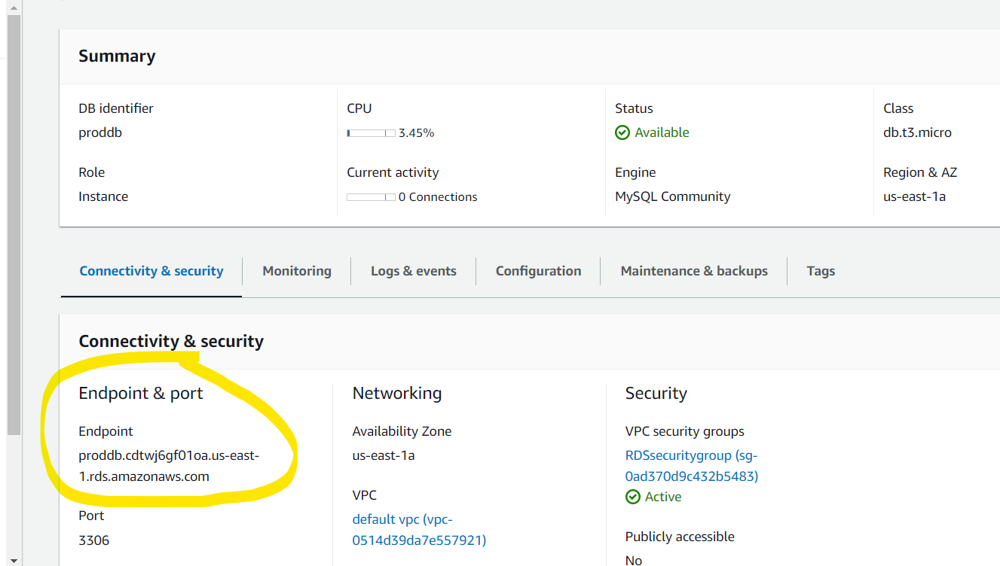 Summary
DB identifier
proddb
CPU
3.45%
Status
Available
Class
db.t3.micro
Role
Instance
Current activity
0 Connections
Engine
MySQL Community
Region & AZ
us-east-1a
Connectivity & security
Monitoring
Logs & events
Configuration
Maintenance & backups
Tags
Connectivity & security
Endpoint & port
Endpoint
proddb.cdtwj6gf01oa.us-east-
1.rds.amazonaws.com
Port
3306
Networking
Availability Zone
us-east-1a
VPC
default vpc (vpc-
0514d39da7e557921)
Security
VPC security groups
RDSsecuritygroup (sg-
0ad370d9c432b5483)
Active
Publicly accessible
No